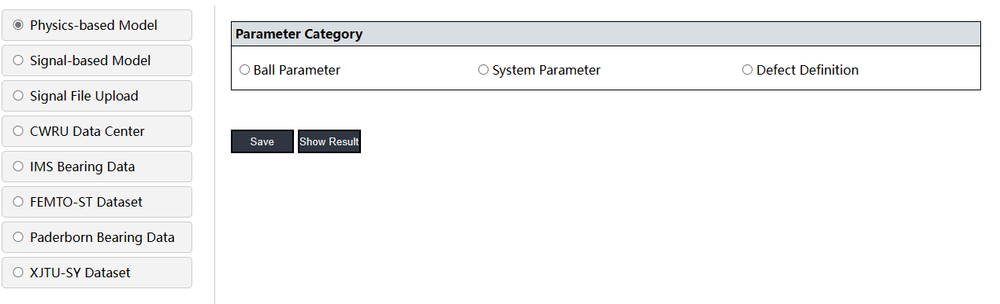 Physics-based Model
Signal-based Model
Signal File Upload
CWRU Data Center
IMS Bearing Data
FEMTO-ST Dataset
Paderborn Bearing Data
XJTU-SY Dataset
Parameter Category
Ball Parameter
System Parameter
Defect Definition
Save
Show Result